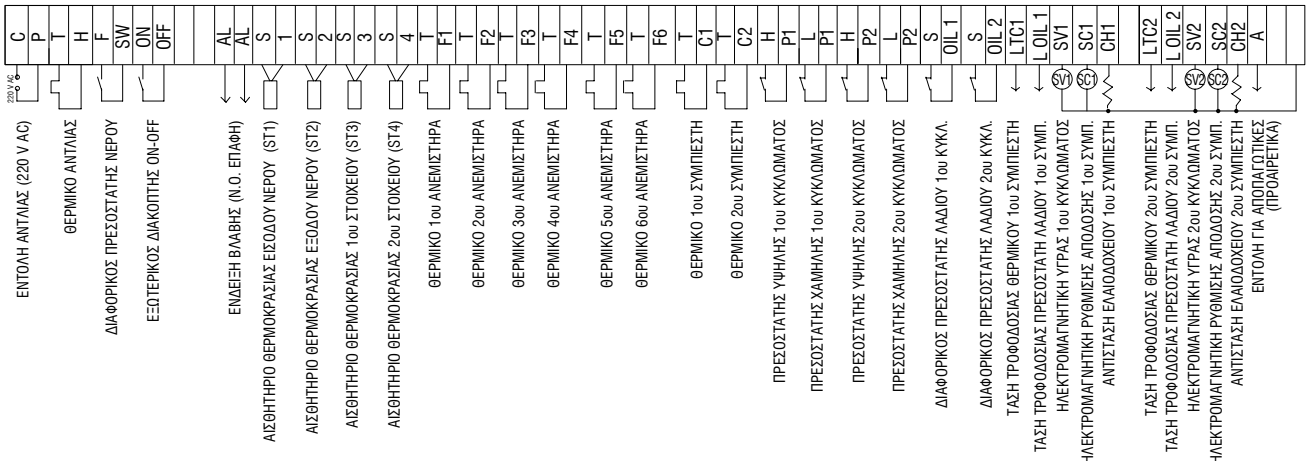 C P T H F SW ON OFF AL AL S 1 S 2 S 3 S 4 T F1 T F2 T F3 T F4 T F5 T F6 T C1 T C2 H P1 L P1 H P2 L P2 S OIL 1 S OIL 2 LTC1 L OIL 1 SV1 SC1 CH1 LTC2 L OIL 2 SV2 SC2 CH2 A
220 V AC
SV1 SC1 SV2 SC2
ΕΝΤΟΛΗ ΑΝΤΛΙΑΣ (220 V AC)
ΘΕΡΜΙΚΟ ΑΝΤΛΙΑΣ
ΔΙΑΦΟΡΙΚΟΣ ΠΡΕΣΟΣΤΑΤΗΣ ΝΕΡΟΥ
ΕΞΩΤΕΡΙΚΟΣ ΔΙΑΚΟΠΤΗΣ ON-OFF
ΕΝΔΕΙΞΗ ΒΛΑΒΗΣ (N.O. ΕΠΑΦΗ)
ΑΙΣΘΗΤΗΡΙΟ ΘΕΡΜΟΚΡΑΣΙΑΣ ΕΙΣΟΔΟΥ ΝΕΡΟΥ (ST1)
ΑΙΣΘΗΤΗΡΙΟ ΘΕΡΜΟΚΡΑΣΙΑΣ ΕΞΟΔΟΥ ΝΕΡΟΥ (ST2)
ΑΙΣΘΗΤΗΡΙΟ ΘΕΡΜΟΚΡΑΣΙΑΣ 1ου ΣΤΟΙΧΕΙΟΥ (ST3)
ΑΙΣΘΗΤΗΡΙΟ ΘΕΡΜΟΚΡΑΣΙΑΣ 2ου ΣΤΟΙΧΕΙΟΥ (ST4)
ΘΕΡΜΙΚΟ 1ου ΑΝΕΜΙΣΤΗΡΑ
ΘΕΡΜΙΚΟ 2ου ΑΝΕΜΙΣΤΗΡΑ
ΘΕΡΜΙΚΟ 3ου ΑΝΕΜΙΣΤΗΡΑ
ΘΕΡΜΙΚΟ 4ου ΑΝΕΜΙΣΤΗΡΑ
ΘΕΡΜΙΚΟ 5ου ΑΝΕΜΙΣΤΗΡΑ
ΘΕΡΜΙΚΟ 6ου ΑΝΕΜΙΣΤΗΡΑ
ΘΕΡΜΙΚΟ 1ου ΣΥΜΠΙΕΣΤΗ
ΘΕΡΜΙΚΟ 2ου ΣΥΜΠΙΕΣΤΗ
ΠΡΕΣΟΣΤΑΤΗΣ ΥΨΗΛΗΣ 1ου ΚΥΚΛΩΜΑΤΟΣ
ΠΡΕΣΟΣΤΑΤΗΣ ΧΑΜΗΛΗΣ 1ου ΚΥΚΛΩΜΑΤΟΣ
ΠΡΕΣΟΣΤΑΤΗΣ ΥΨΗΛΗΣ 2ου ΚΥΚΛΩΜΑΤΟΣ
ΠΡΕΣΟΣΤΑΤΗΣ ΧΑΜΗΛΗΣ 2ου ΚΥΚΛΩΜΑΤΟΣ
ΔΙΑΦΟΡΙΚΟΣ ΠΡΕΣΟΣΤΑΤΗΣ ΛΑΔΙΟΥ 1ου ΚΥΚΛ.
ΔΙΑΦΟΡΙΚΟΣ ΠΡΕΣΟΣΤΑΤΗΣ ΛΑΔΙΟΥ 2ου ΚΥΚΛ.
ΤΑΣΗ ΤΡΟΦΟΔΟΣΙΑΣ ΘΕΡΜΙΚΟΥ 1ου ΣΥΜΠΙΕΣΤΗ
ΤΑΣΗ ΤΡΟΦΟΔΟΣΙΑΣ ΠΡΕΣΟΣΤΑΤΗ ΛΑΔΙΟΥ 1ου ΣΥΜΠ.
ΗΛΕΚΤΡΟΜΑΓΝΗΤΙΚΗ ΥΓΡΑΣ 1ου ΚΥΚΛΩΜΑΤΟΣ
ΗΛΕΚΤΡΟΜΑΓΝΗΤΙΚΗ ΡΥΘΜΙΣΗΣ ΑΠΟΔΟΣΗΣ 1ου ΣΥΜΠ.
ΑΝΤΙΣΤΑΣΗ ΕΛΑΙΟΔΟΧΕΙΟΥ 1ου ΣΥΜΠΙΕΣΤΗ
ΤΑΣΗ ΤΡΟΦΟΔΟΣΙΑΣ ΘΕΡΜΙΚΟΥ 2ου ΣΥΜΠΙΕΣΤΗ
ΤΑΣΗ ΤΡΟΦΟΔΟΣΙΑΣ ΠΡΕΣΟΣΤΑΤΗ ΛΑΔΙΟΥ 2ου ΣΥΜΠ.
ΗΛΕΚΤΡΟΜΑΓΝΗΤΙΚΗ ΥΓΡΑΣ 2ου ΚΥΚΛΩΜΑΤΟΣ
ΗΛΕΚΤΡΟΜΑΓΝΗΤΙΚΗ ΡΥΘΜΙΣΗΣ ΑΠΟΔΟΣΗΣ 2ου ΣΥΜΠ.
ΑΝΤΙΣΤΑΣΗ ΕΛΑΙΟΔΟΧΕΙΟΥ 2ου ΣΥΜΠΙΕΣΤΗ
ΕΝΤΟΛΗ ΓΙΑ ΑΠΟΠΑΓΩΤΙΚΕΣ
(ΠΡΟΑΙΡΕΤΙΚΑ)